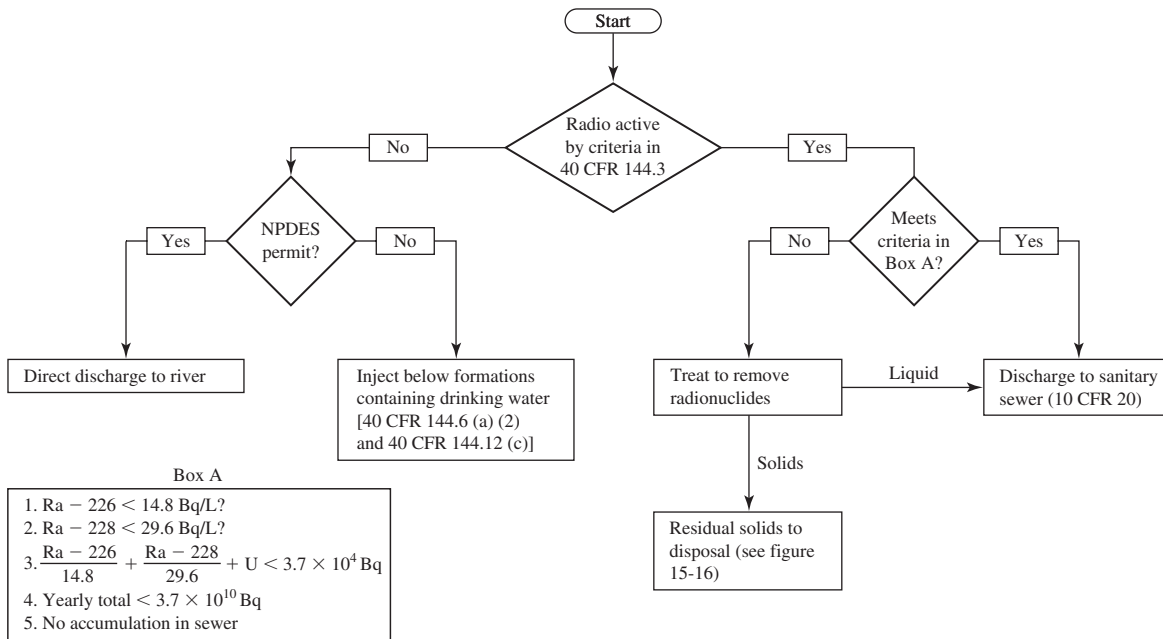 Start
Radio active
by criteria in
40 CFR 144.3
No
Yes
NPDES
permit?
Yes
No
Meets
criteria in
Box A?
No
Yes
Direct discharge to river
Inject below formations
containing drinking water
[40 CFR 144.6 (a) (2)
and 40 CFR 144.12 (c)]
Treat to remove
radionuclides
Liquid
Discharge to sanitary
sewer (10 CFR 20)
Solids
Residual solids to
disposal (see figure
15-16)
Box A
1. Ra − 226 < 14.8 Bq/L?
2. Ra − 228 < 29.6 Bq/L?
3. Ra − 226 / 14.8 + Ra − 228 / 29.6 + U < 3.7 × 10⁴ Bq
4. Yearly total < 3.7 × 10¹⁰ Bq
5. No accumulation in sewer